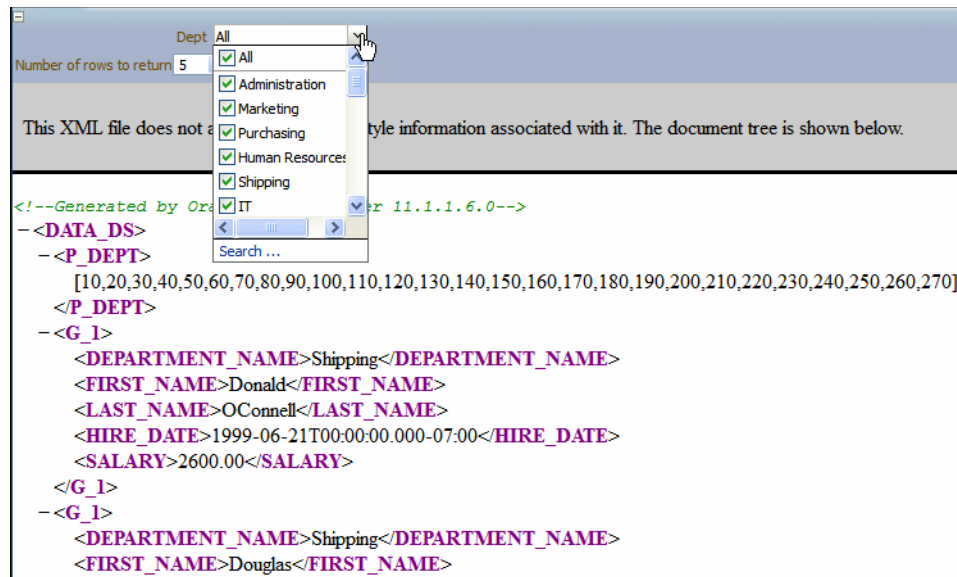 Dept All
Number of rows to return 5
All
Administration
Marketing
Purchasing
Human Resources
Shipping
IT
Search ...
This XML file does not a tyle information associated with it. The document tree is shown below.
<!--Generated by Ora r 11.1.1.6.0-->
−<DATA_DS>
−<P_DEPT>
[10,20,30,40,50,60,70,80,90,100,110,120,130,140,150,160,170,180,190,200,210,220,230,240,250,260,270]
</P_DEPT>
−<G_1>
<DEPARTMENT_NAME>Shipping</DEPARTMENT_NAME>
<FIRST_NAME>Donald</FIRST_NAME>
<LAST_NAME>OConnell</LAST_NAME>
<HIRE_DATE>1999-06-21T00:00:00.000-07:00</HIRE_DATE>
<SALARY>2600.00</SALARY>
</G_1>
−<G_1>
<DEPARTMENT_NAME>Shipping</DEPARTMENT_NAME>
<FIRST_NAME>Douglas</FIRST_NAME>